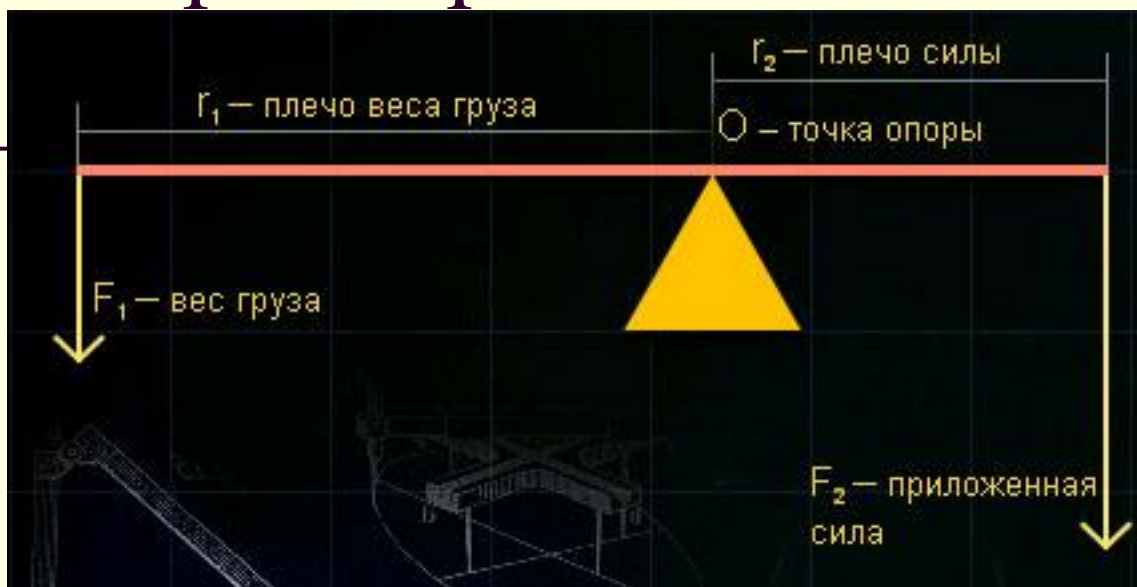 r₂ — плечо силы
r₁ — плечо веса груза
O – точка опоры
F₁ — вес груза
F₂ — приложенная
сила